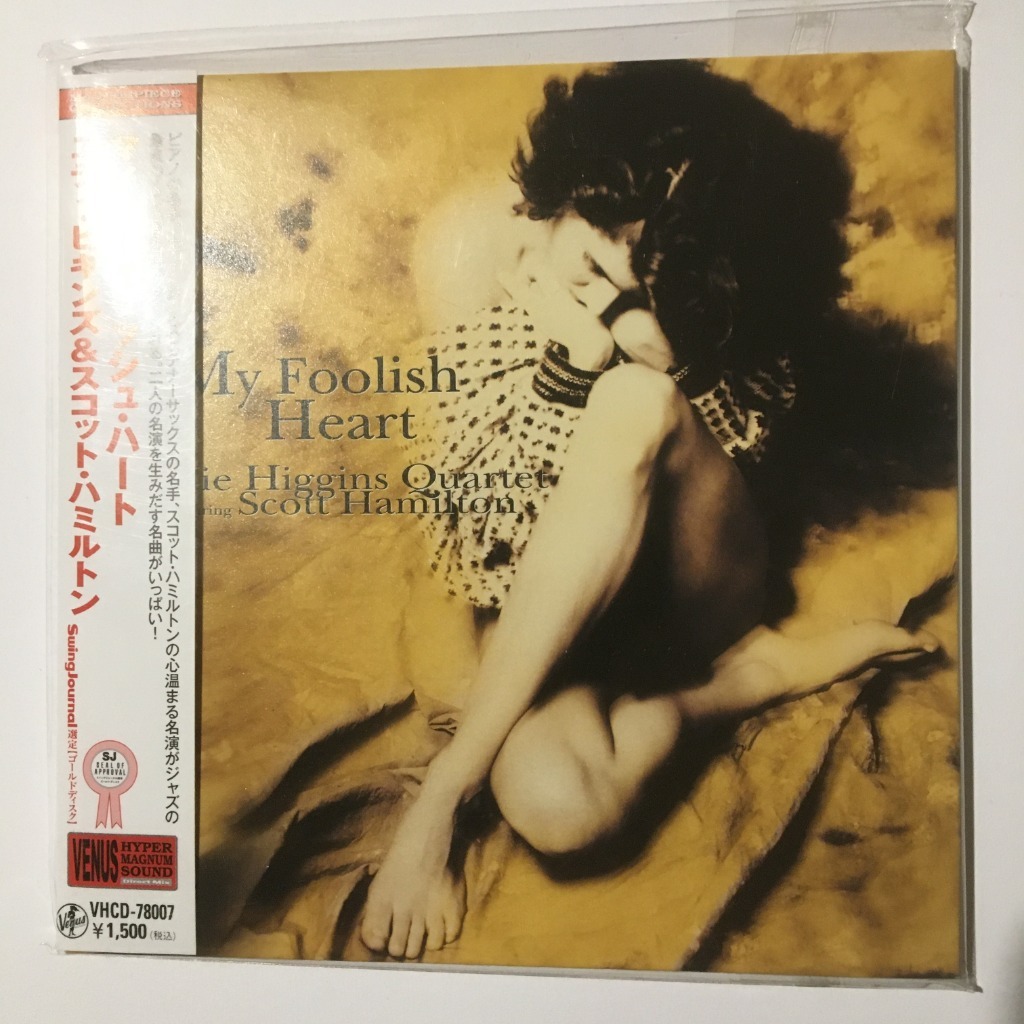 My Foolish
Heart
ie Higgins Quartet
ring Scott Hamilton
ピアノ
サックスの名手、スコット・ハミルトンの心温まる名演がジャズの
二人の名演を生みだす名曲がいっぱい!
シュ・ハート
ヒギンズ&スコット・ハミルトン
SwingJournal選定[ゴールドディスク]
SJ
SEAL OF
APPROVAL
VENUS HYPER
MAGNUM
SOUND
Direct Mix
Venus
VHCD-78007
¥1,500(税込)